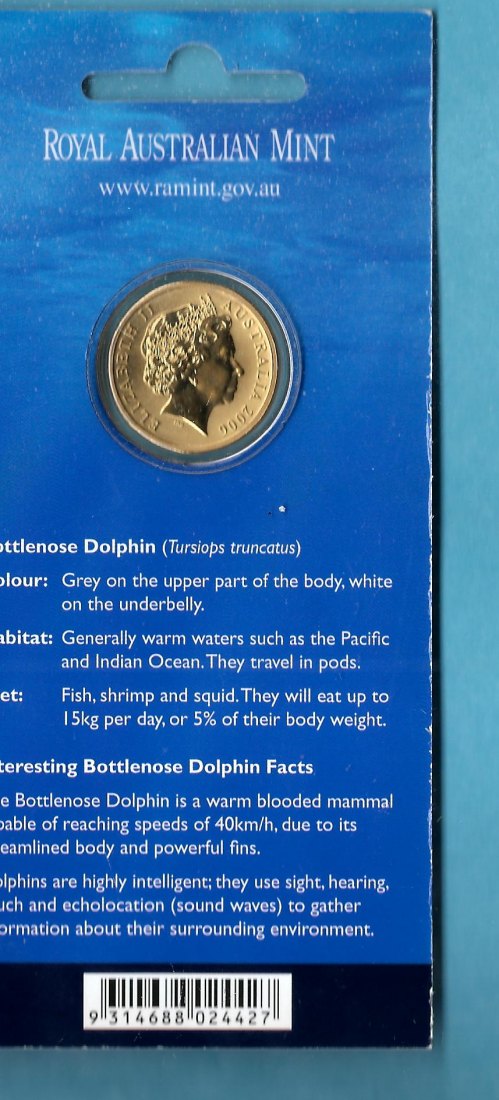 ROYAL AUSTRALIAN MINT
www.ramint.gov.au
ELIZABETH II
AUSTRALIA 2006
ottlenose Dolphin (Tursiops truncatus)
olour: Grey on the upper part of the body, white
on the underbelly.
abitat: Generally warm waters such as the Pacific
and Indian Ocean. They travel in pods.
et: Fish, shrimp and squid. They will eat up to
15kg per day, or 5% of their body weight.
teresting Bottlenose Dolphin Facts
e Bottlenose Dolphin is a warm blooded mammal
pable of reaching speeds of 40km/h, due to its
reamlined body and powerful fins.
olphins are highly intelligent; they use sight, hearing,
uch and echolocation (sound waves) to gather
formation about their surrounding environment.
9 314688 024427